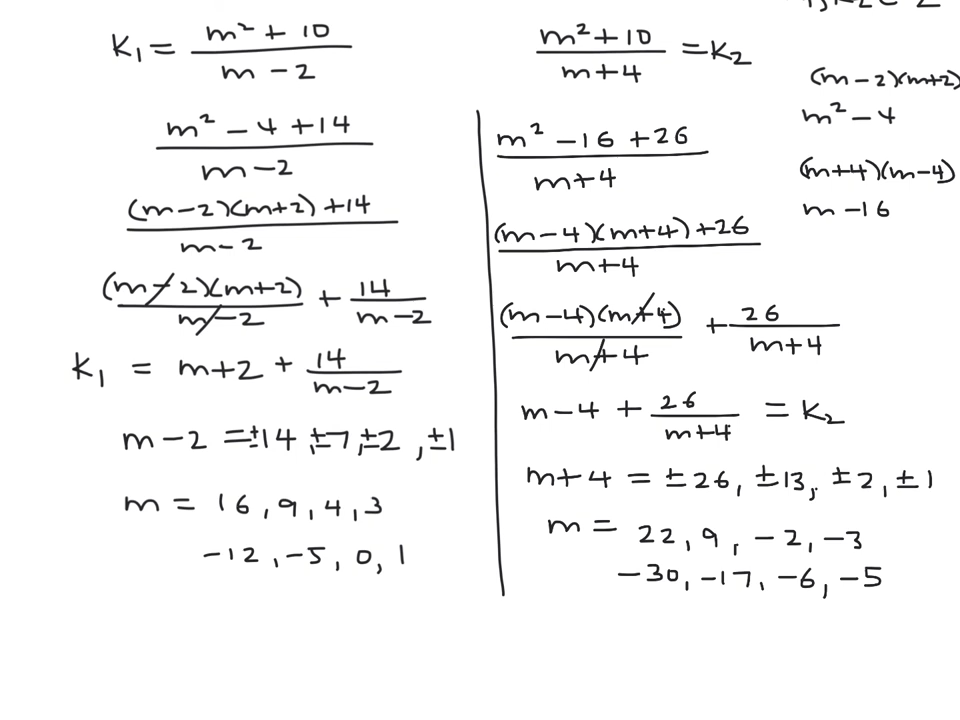 K₁ = (m² + 10)/(m - 2)
(m² - 4 + 14)/(m - 2)
((m-2)(m+2) + 14)/(m - 2)
(m-2)(m+2)/(m-2) + 14/(m-2)
K₁ = m+2 + 14/(m-2)
m - 2 = ±14, ±7, ±2, ±1
m = 16, 9, 4, 3
-12, -5, 0, 1
(m² + 10)/(m+4) = K₂
(m² - 16 + 26)/(m+4)
((m-4)(m+4) + 26)/(m+4)
(m-4)(m+4)/(m+4) + 26/(m+4)
m - 4 + 26/(m+4) = K₂
m+4 = ±26, ±13, ±2, ±1
m = 22, 9, -2, -3
-30, -17, -6, -5
(m-2)(m+2)
m² - 4
(m+4)(m-4)
m - 16